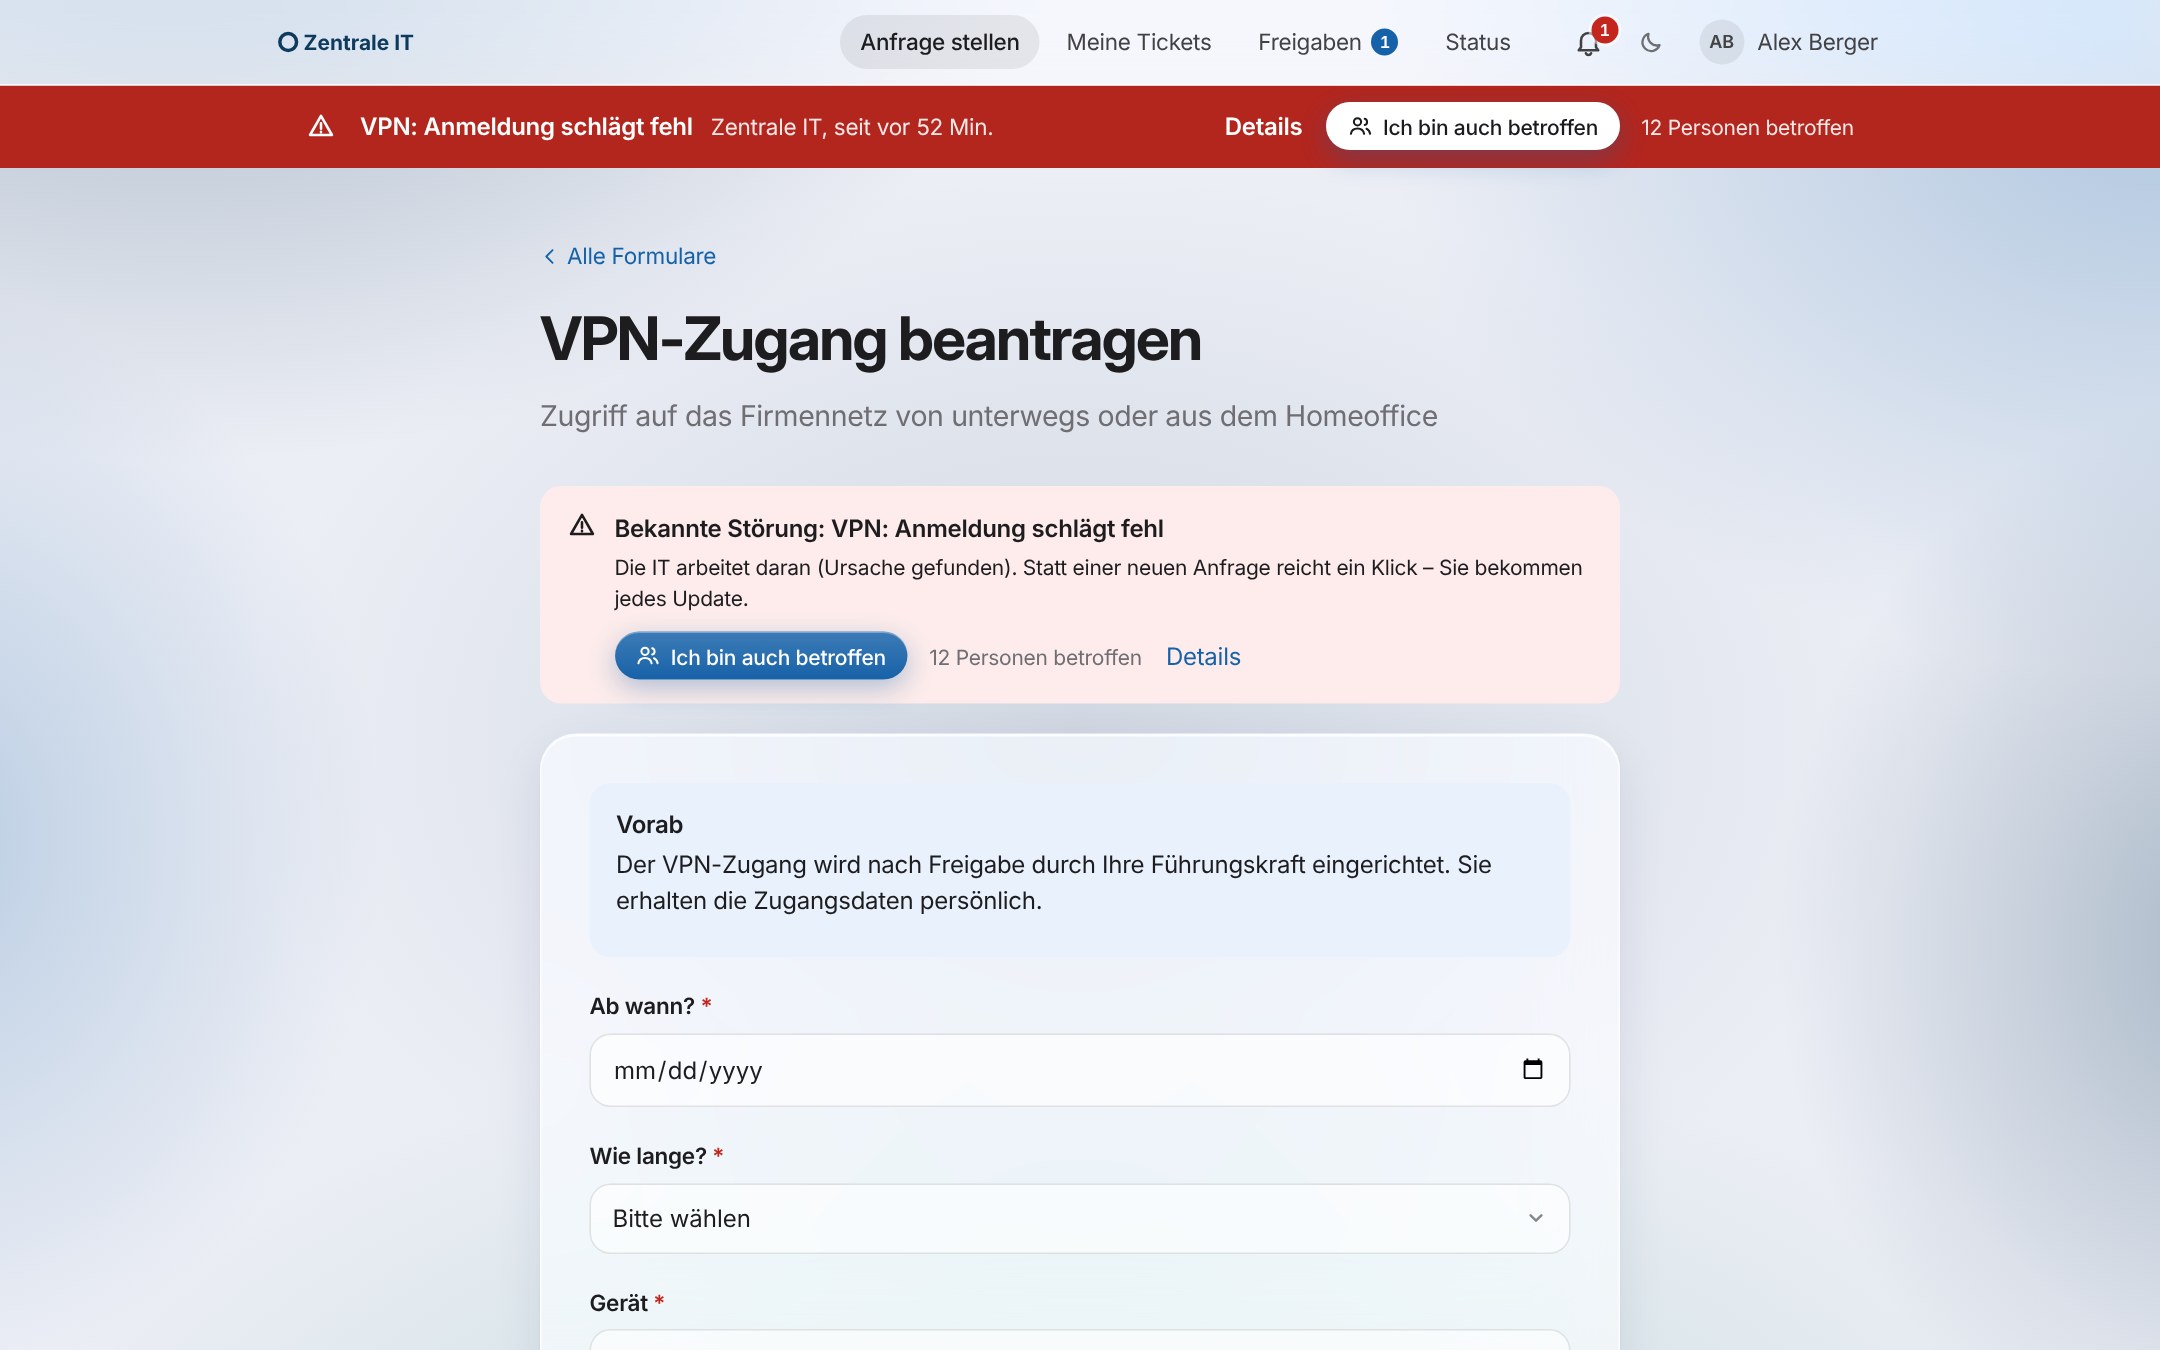 Zentrale IT
Anfrage stellen
Meine Tickets
Freigaben 1
Status
1
AB Alex Berger
VPN: Anmeldung schlägt fehl Zentrale IT, seit vor 52 Min.
Details
Ich bin auch betroffen
12 Personen betroffen
Alle Formulare
VPN-Zugang beantragen
Zugriff auf das Firmennetz von unterwegs oder aus dem Homeoffice
Bekannte Störung: VPN: Anmeldung schlägt fehl
Die IT arbeitet daran (Ursache gefunden). Statt einer neuen Anfrage reicht ein Klick – Sie bekommen
jedes Update.
Ich bin auch betroffen
12 Personen betroffen
Details
Vorab
Der VPN-Zugang wird nach Freigabe durch Ihre Führungskraft eingerichtet. Sie
erhalten die Zugangsdaten persönlich.
Ab wann? *
mm/dd/yyyy
Wie lange? *
Bitte wählen
Gerät *